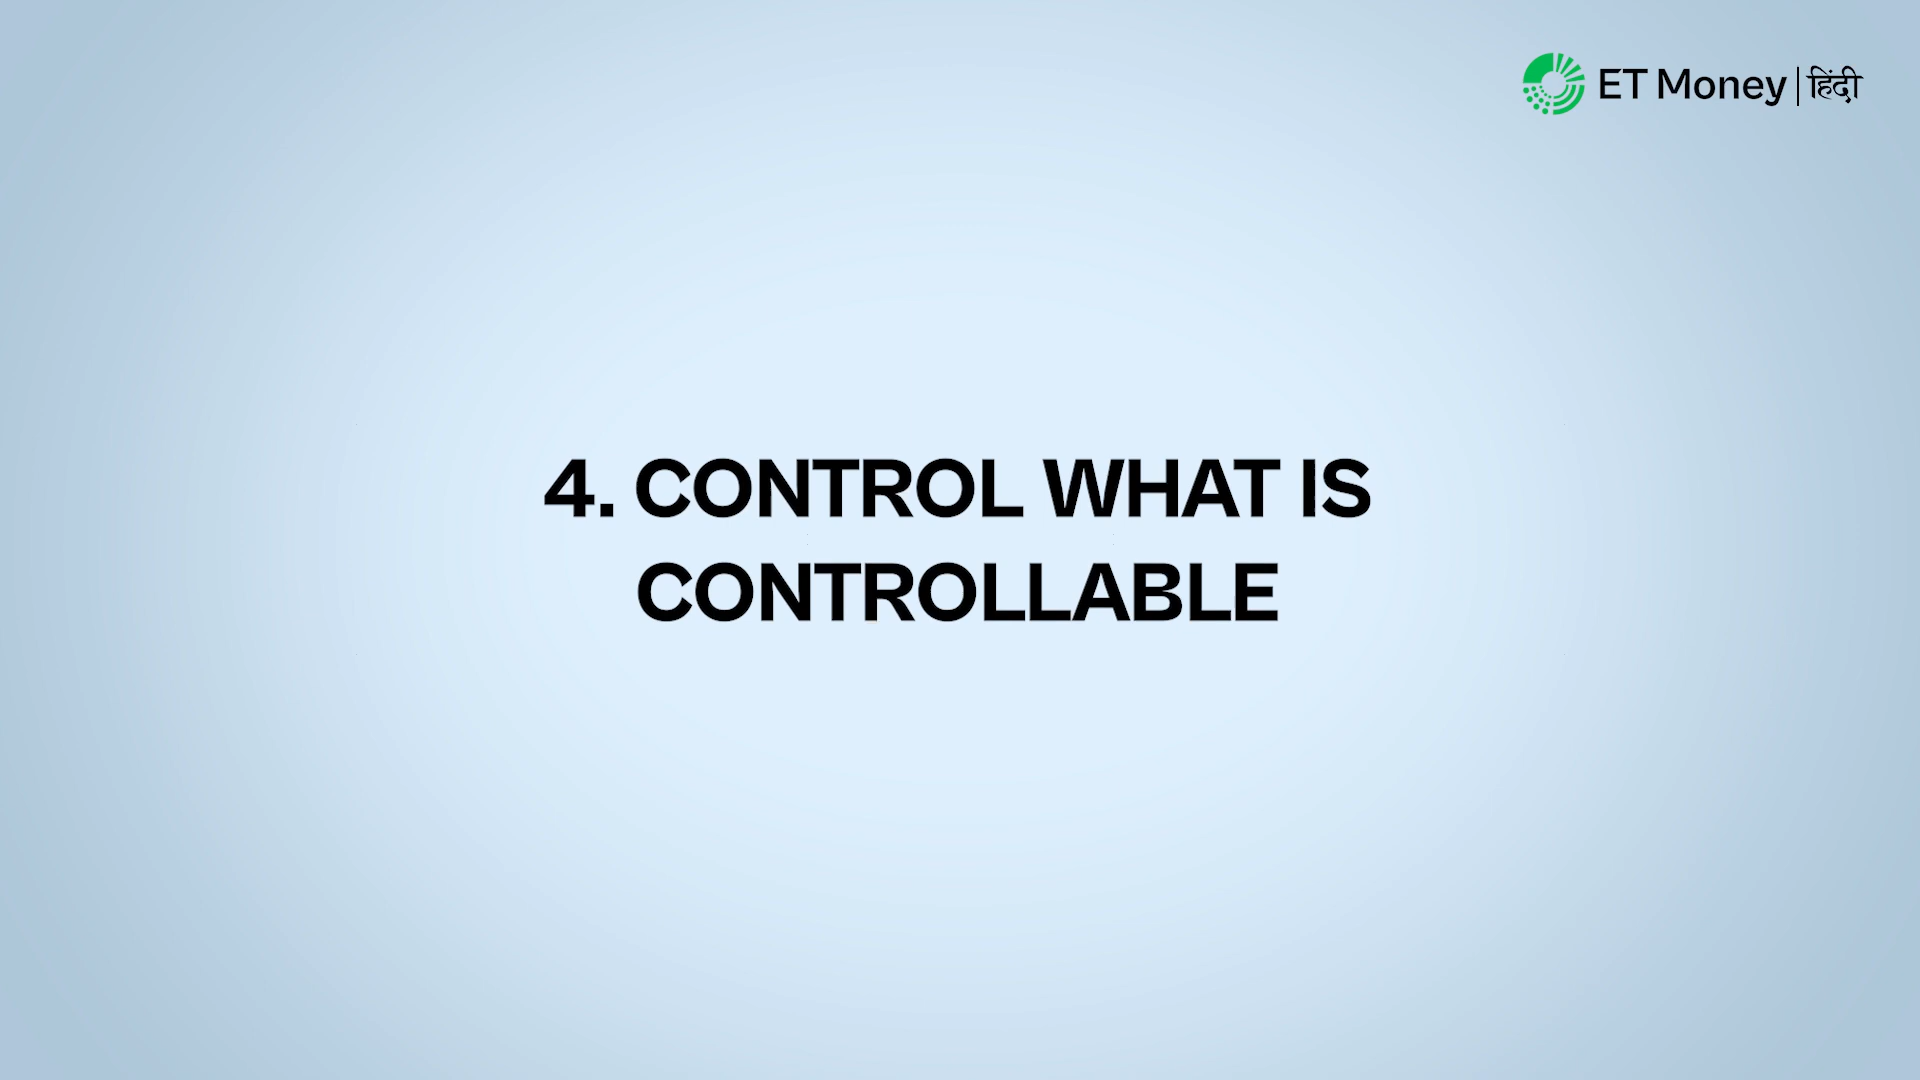 ET Money | हिंदी
4. CONTROL WHAT IS
CONTROLLABLE